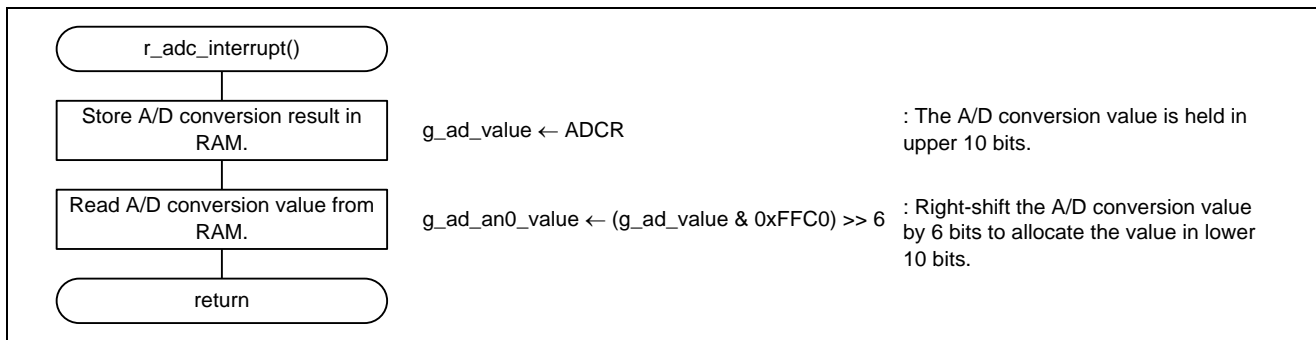 r_adc_interrupt()
Store A/D conversion result in
RAM.
g_ad_value ← ADCR
: The A/D conversion value is held in
upper 10 bits.
Read A/D conversion value from
RAM.
g_ad_an0_value ← (g_ad_value & 0xFFC0) >> 6
: Right-shift the A/D conversion value
by 6 bits to allocate the value in lower
10 bits.
return